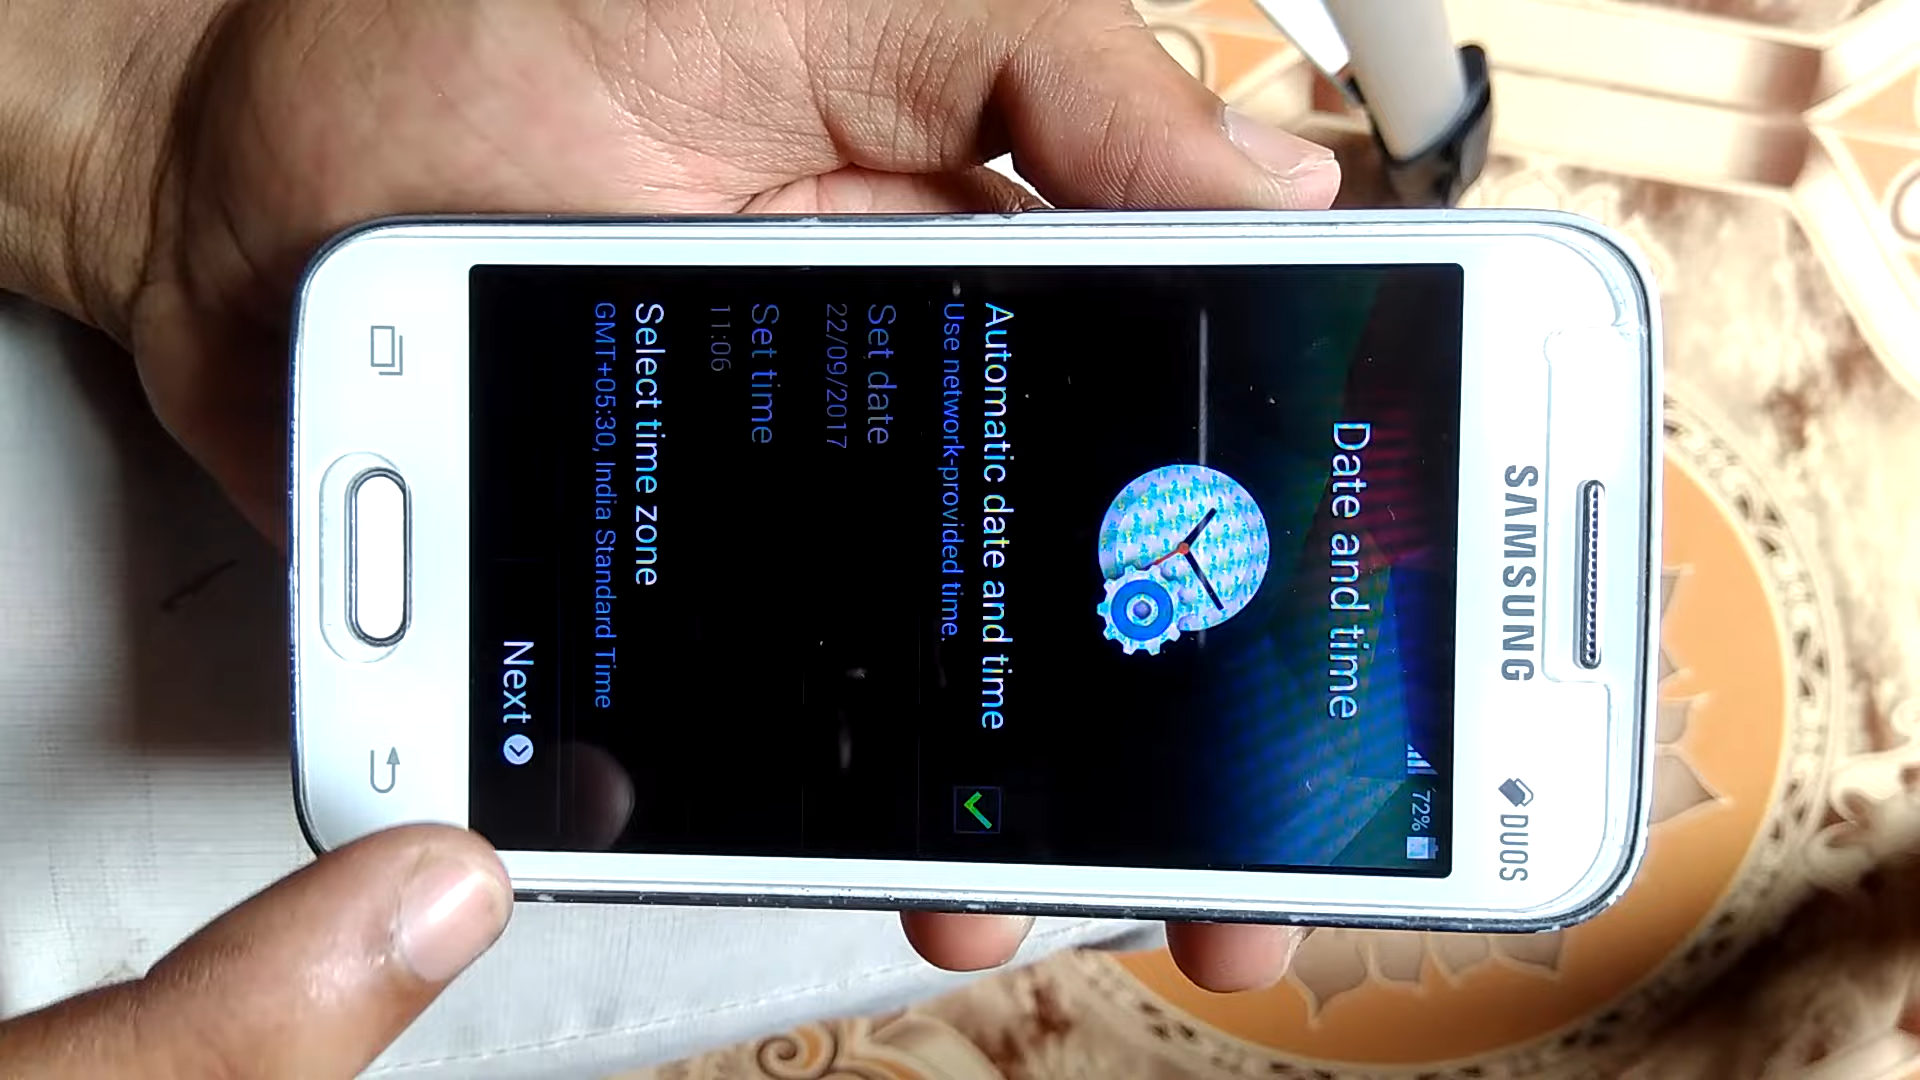 SAMSUNG
DUOS
72%
Date and time
Automatic date and time
Use network-provided time.
Set date
22/09/2017
Set time
11:06
Select time zone
GMT+05:30, India Standard Time
Next